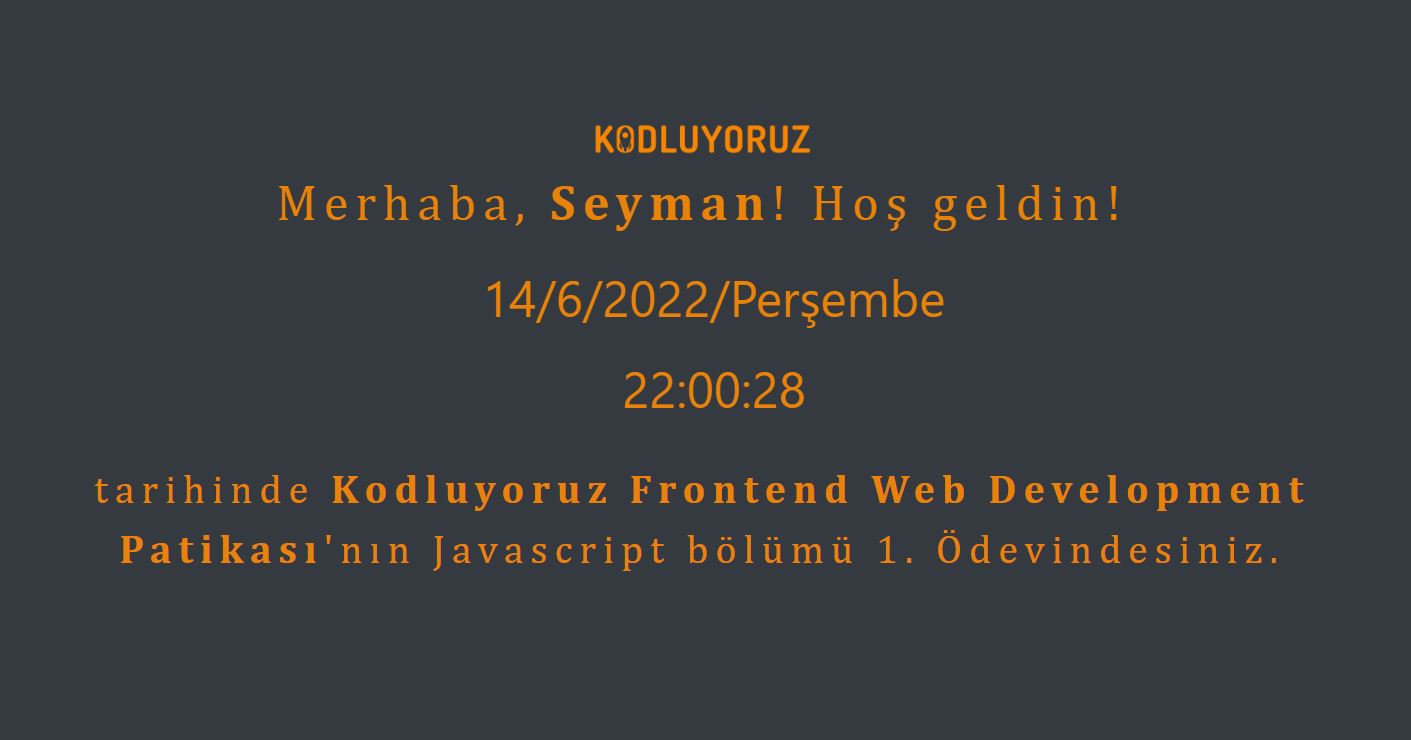 KODLUYORUZ
Merhaba, Seyman! Hoş geldin!
14/6/2022/Perşembe
22:00:28
tarihinde Kodluyoruz Frontend Web Development
Patikası'nın Javascript bölümü 1. Ödevindesiniz.